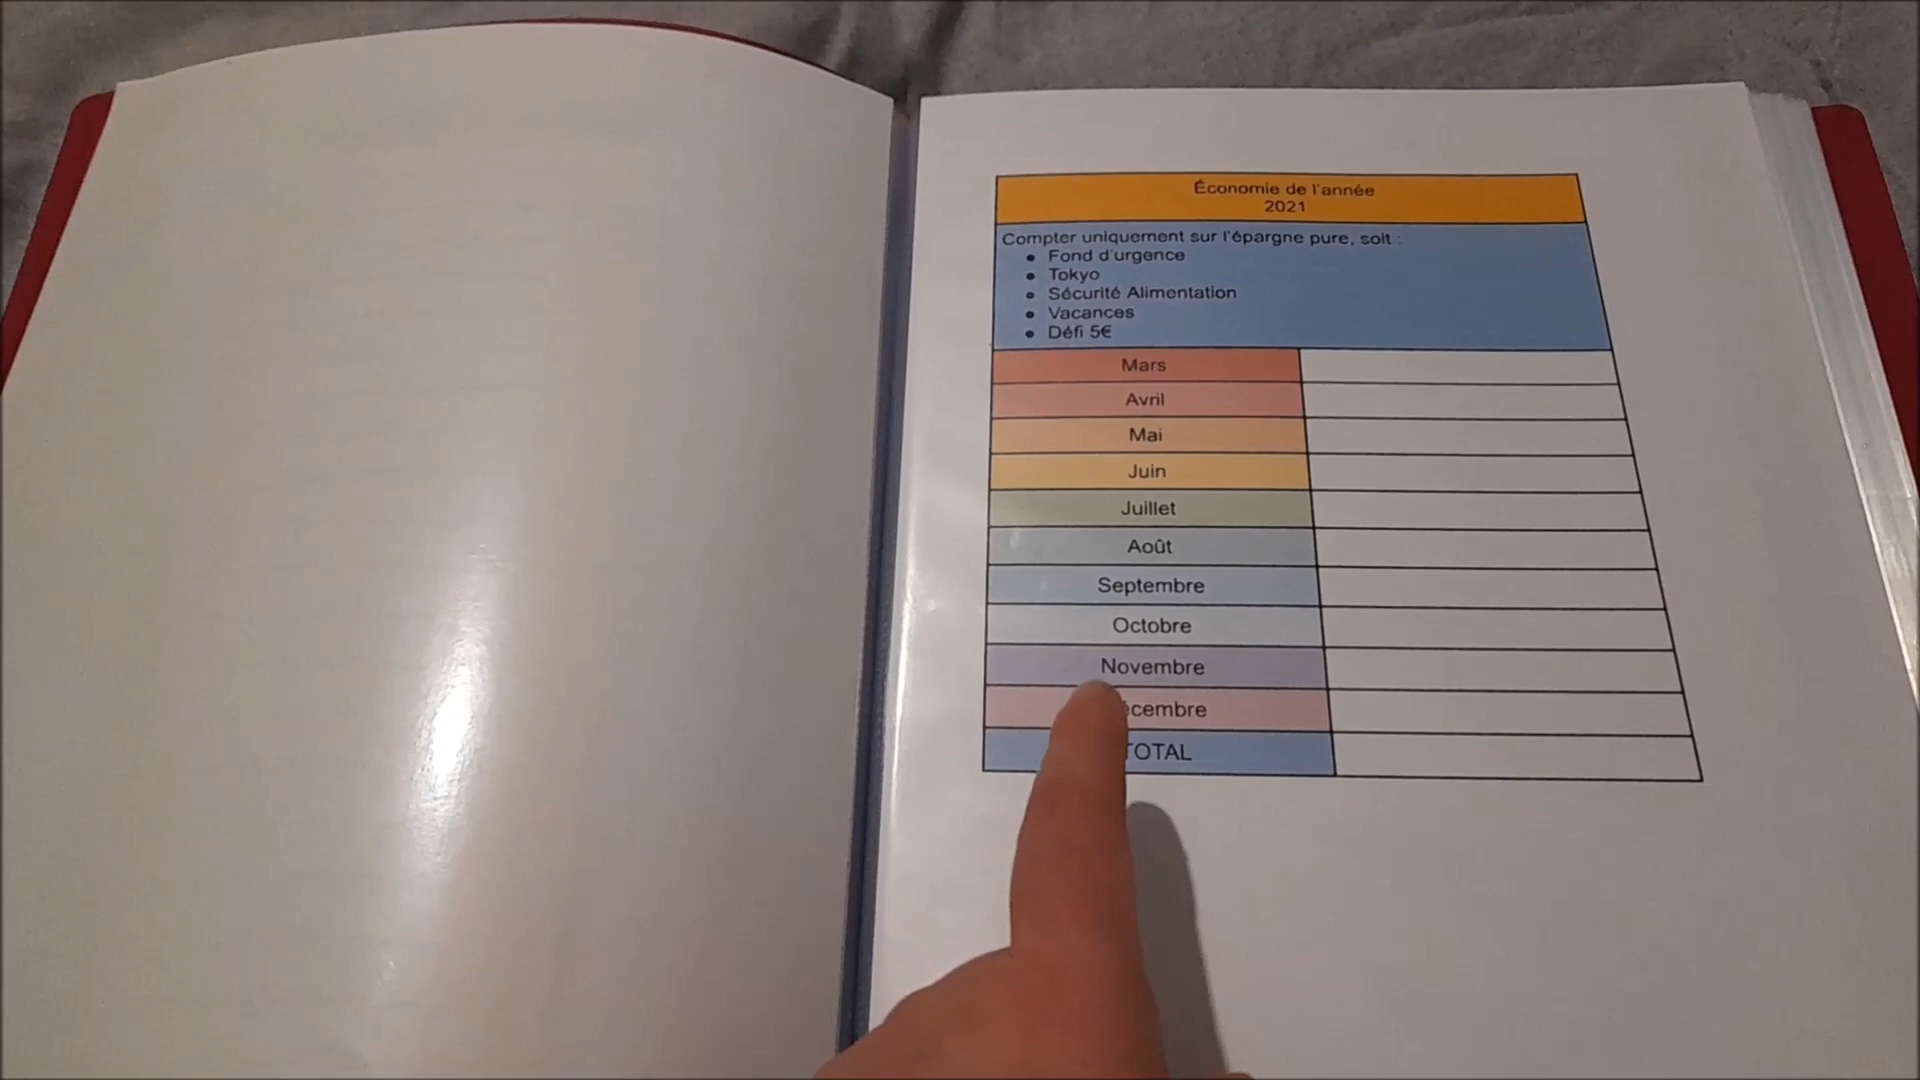 Économie de l'année
2021
Compter uniquement sur l'épargne pure, soit :
• Fond d'urgence
• Tokyo
• Sécurité Alimentation
• Vacances
• Défi 5€
Mars
Avril
Mai
Juin
Juillet
Août
Septembre
Octobre
Novembre
écembre
TOTAL